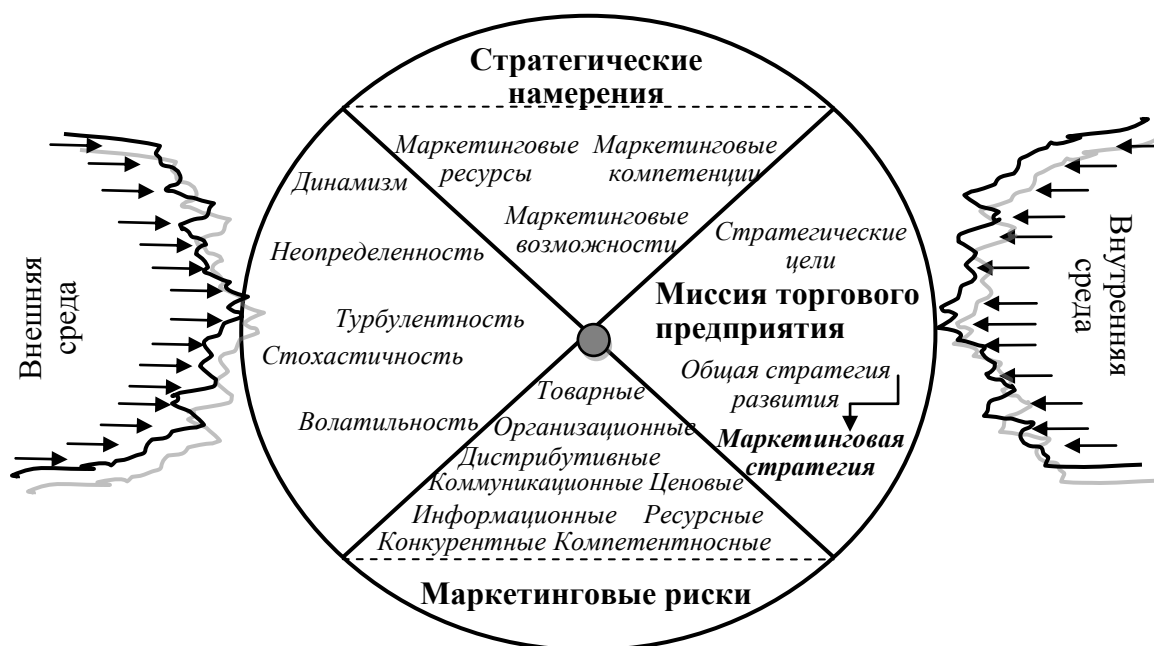 Стратегические
намерения
Маркетинговые
ресурсы
Маркетинговые
компетенции
Маркетинговые
возможности
Динамизм
Неопределенность
Турбулентность
Стохастичность
Волатильность
Стратегические
цели
Миссия торгового
предприятия
Общая стратегия
развития
Маркетинговая
стратегия
Товарные
Организационные
Дистрибутивные
Коммуникационные Ценовые
Информационные Ресурсные
Конкурентные Компетентносные
Маркетинговые риски
Внешняя
среда
Внутренняя
среда